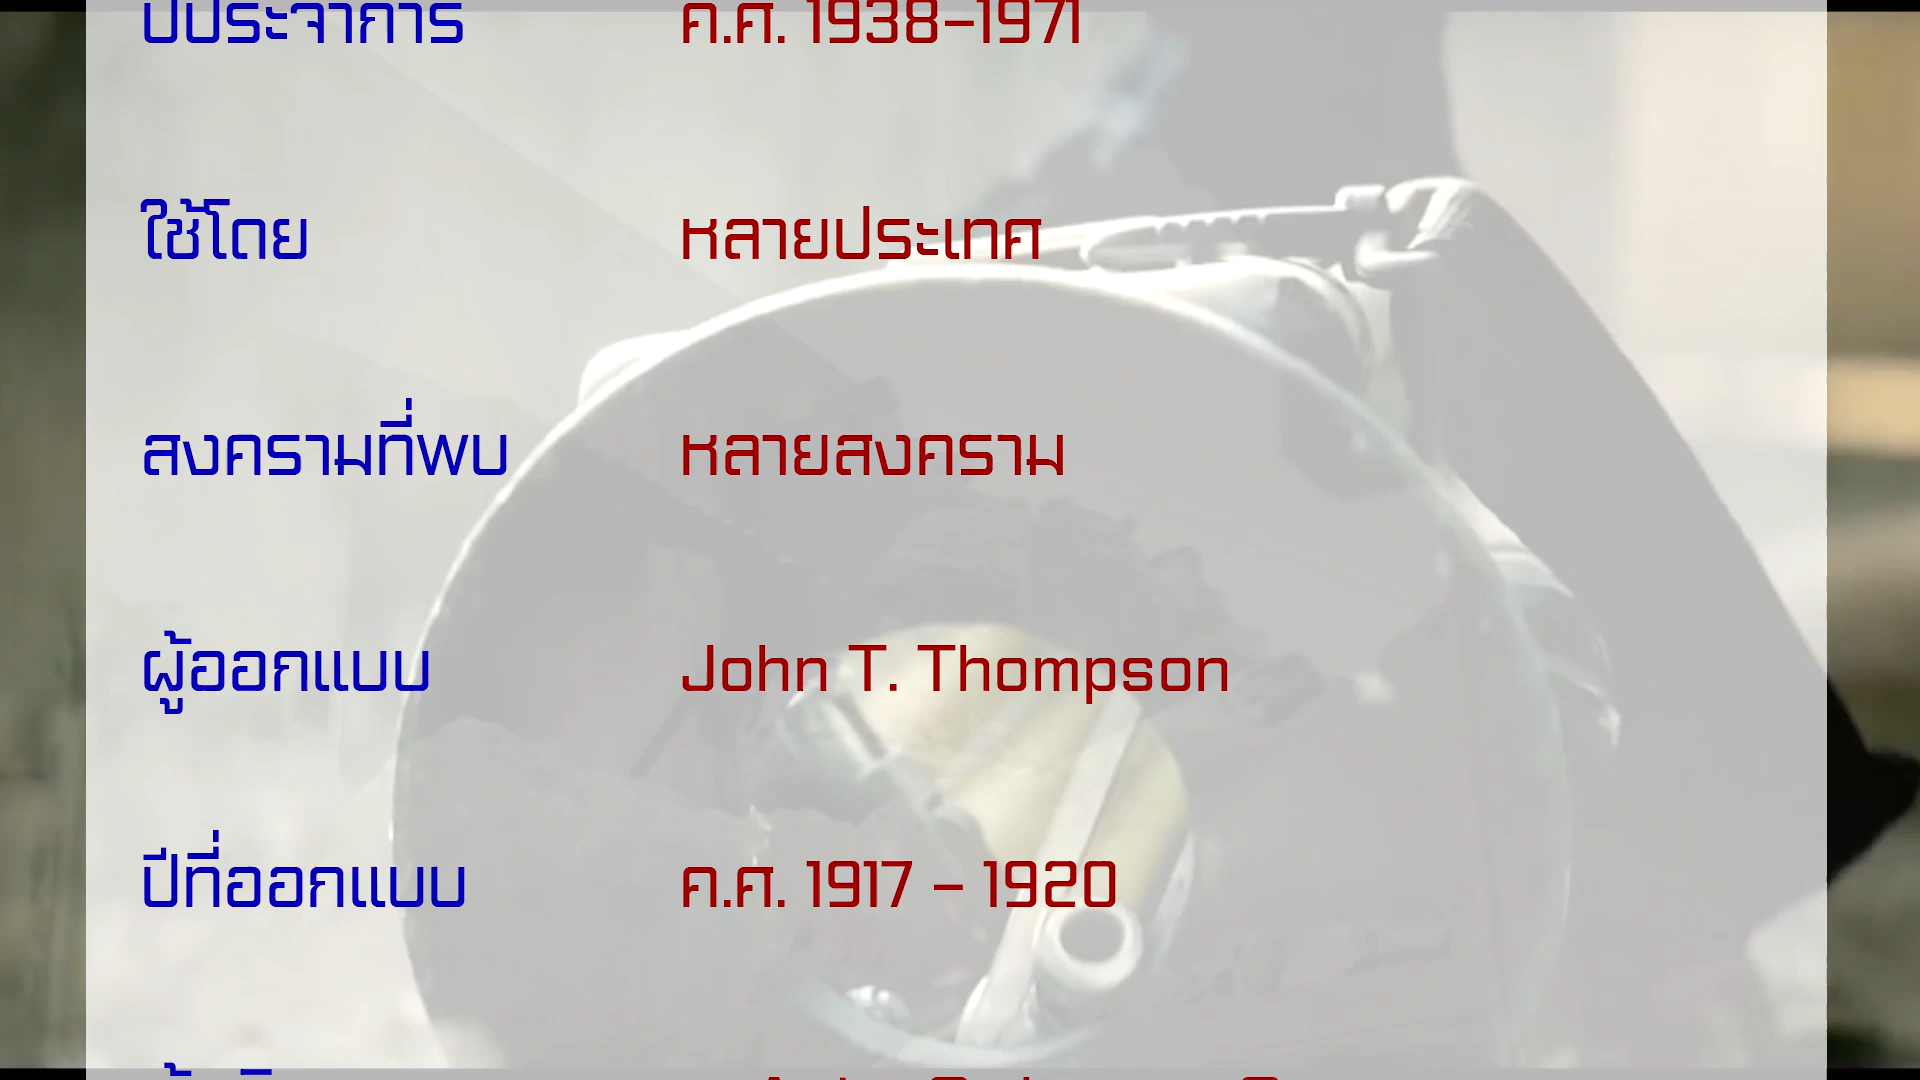 ปีประจำการ ค.ศ. 1938–1971
ใช้โดย หลายประเทศ
สงครามที่พบ หลายสงคราม
ผู้ออกแบบ John T. Thompson
ปีที่ออกแบบ ค.ศ. 1917 – 1920